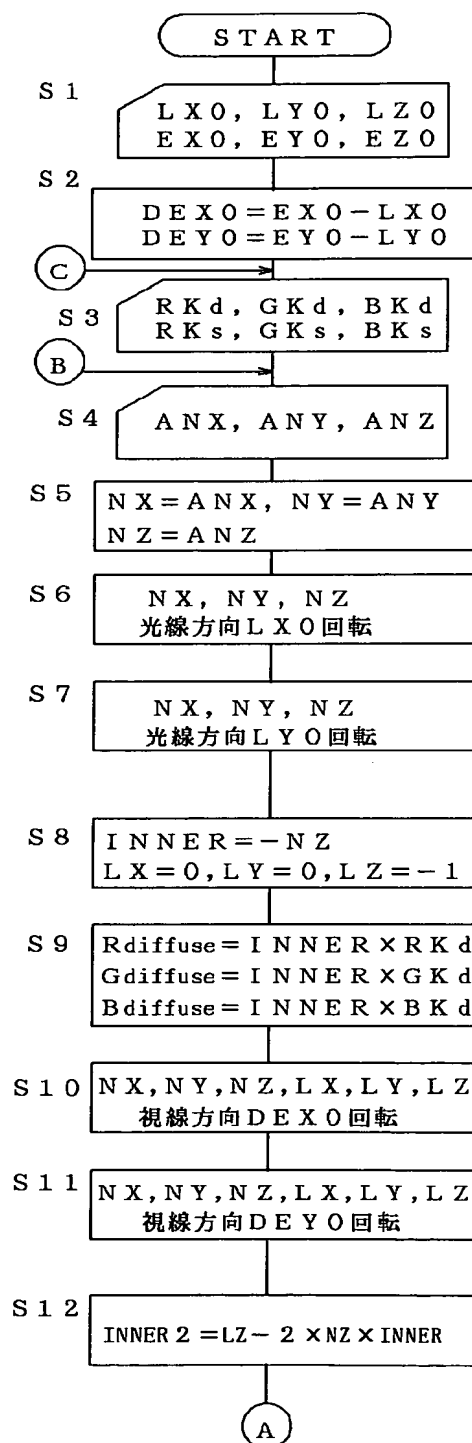 START
S1
LX0, LY0, LZ0
EX0, EY0, EZ0
S2
DEX0=EX0-LX0
DEY0=EY0-LY0
C
S3
RKd, GKd, BKd
RKs, GKs, BKs
B
S4
ANX, ANY, ANZ
S5
NX=ANX, NY=ANY
NZ=ANZ
S6
NX, NY, NZ
光線方向LX0回転
S7
NX, NY, NZ
光線方向LY0回転
S8
INNER=-NZ
LX=0, LY=0, LZ=-1
S9
Rdiffuse=INNER×RKd
Gdiffuse=INNER×GKd
Bdiffuse=INNER×BKd
S10
NX, NY, NZ, LX, LY, LZ
視線方向DEX0回転
S11
NX, NY, NZ, LX, LY, LZ
視線方向DEY0回転
S12
INNER2=LZ-2×NZ×INNER
A